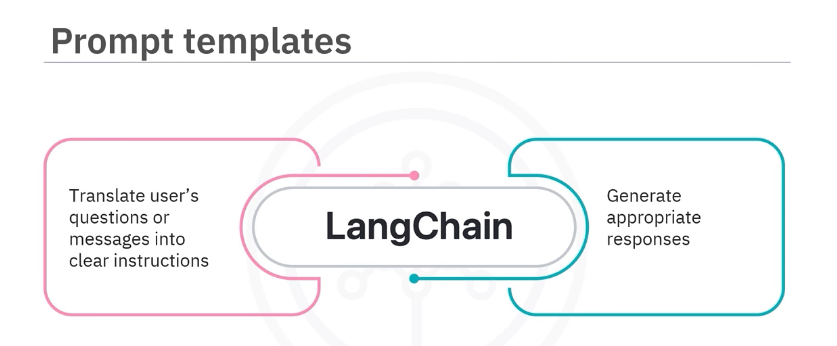 Prompt templates
Translate user's
questions or
messages into
clear instructions
LangChain
Generate
appropriate
responses